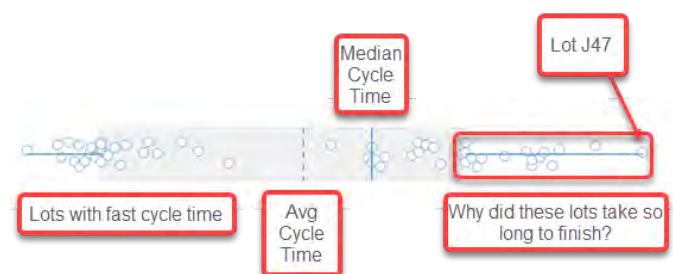 Lot J47
Median
Cycle
Time
Lots with fast cycle time
Avg
Cycle
Time
Why did these lots take so
long to finish?